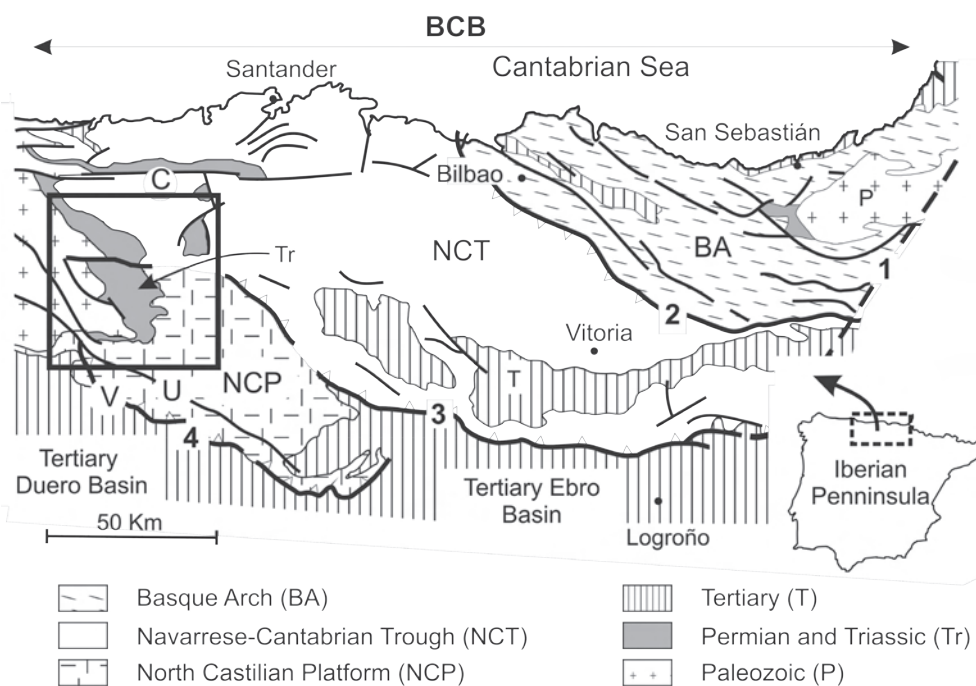 BCB
Santander
Cantabrian Sea
San Sebastián
Bilbao
C
P
BA
NCT
Tr
1
2
Vitoria
NCP
T
V
U
3
4
Tertiary
Duero Basin
Tertiary Ebro
Basin
Logroño
Iberian
Penninsula
50 Km
Basque Arch (BA)
Navarrese-Cantabrian Trough (NCT)
North Castilian Platform (NCP)
Tertiary (T)
Permian and Triassic (Tr)
Paleozoic (P)